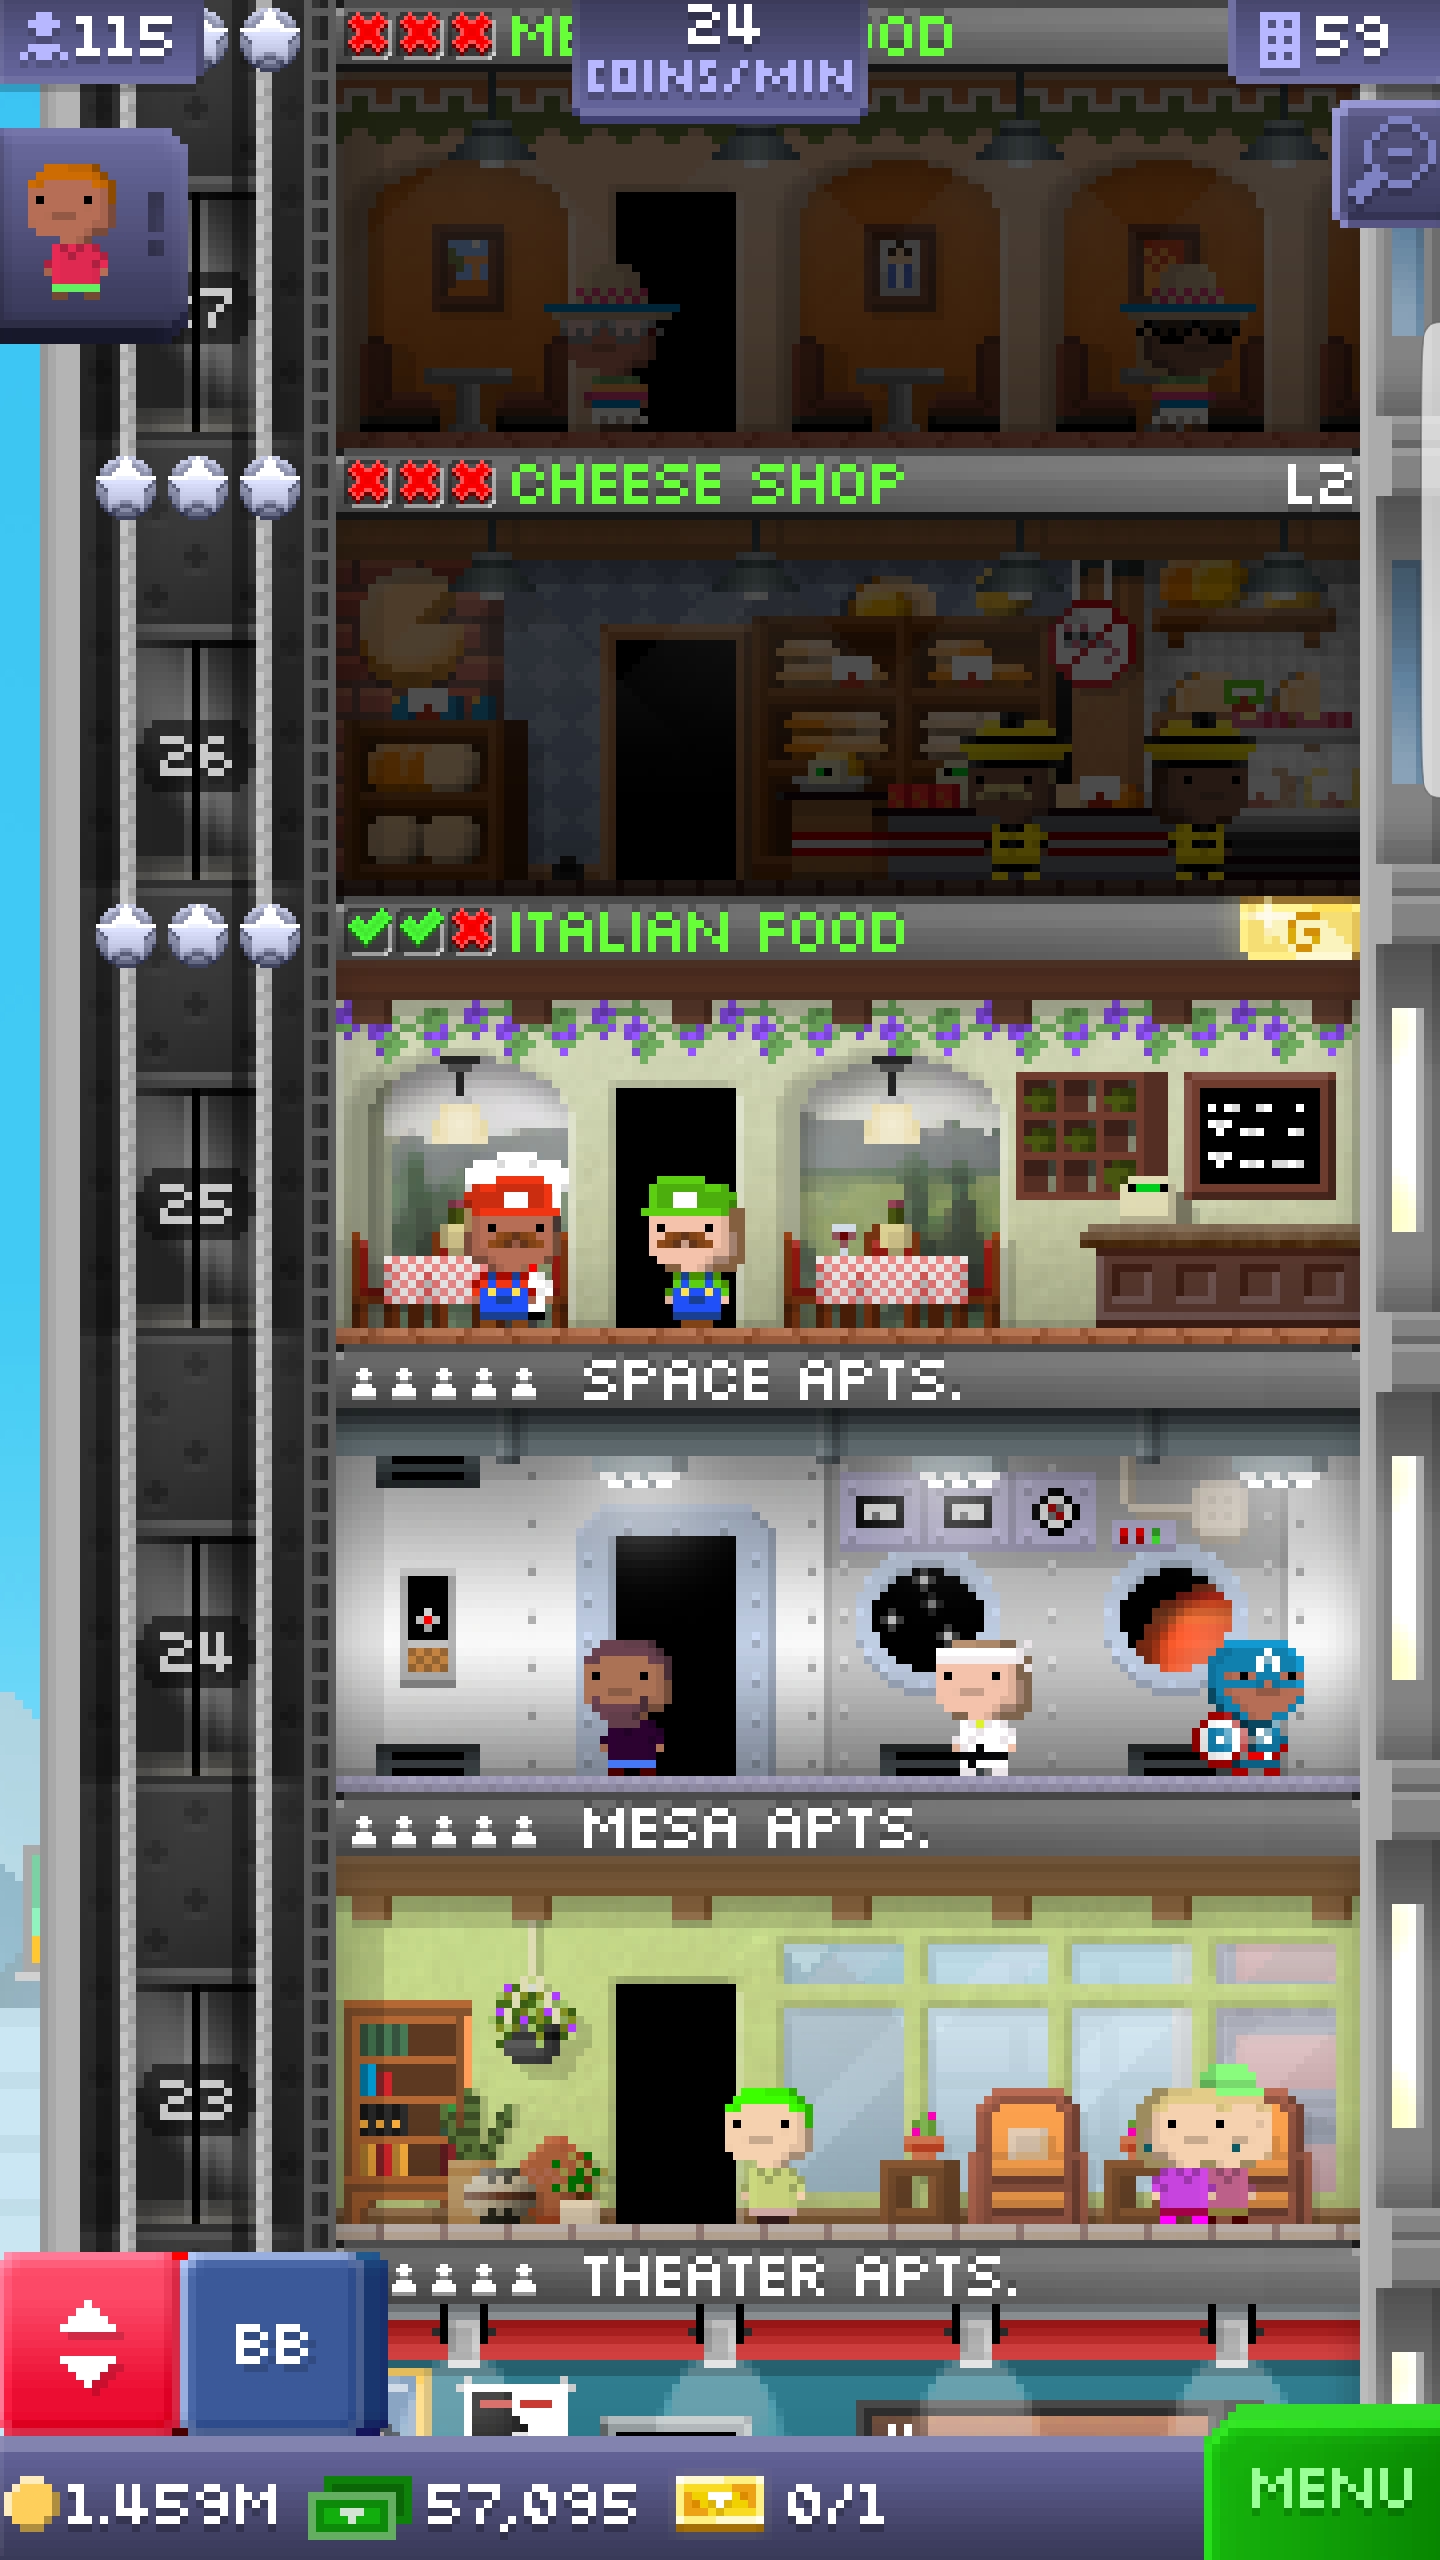 115
24
COINS/MIN
59
CHEESE SHOP L2
26
ITALIAN FOOD G
25
SPACE APTS.
24
MESA APTS.
23
THEATER APTS.
BB
1.459M 57,095 0/1
MENU